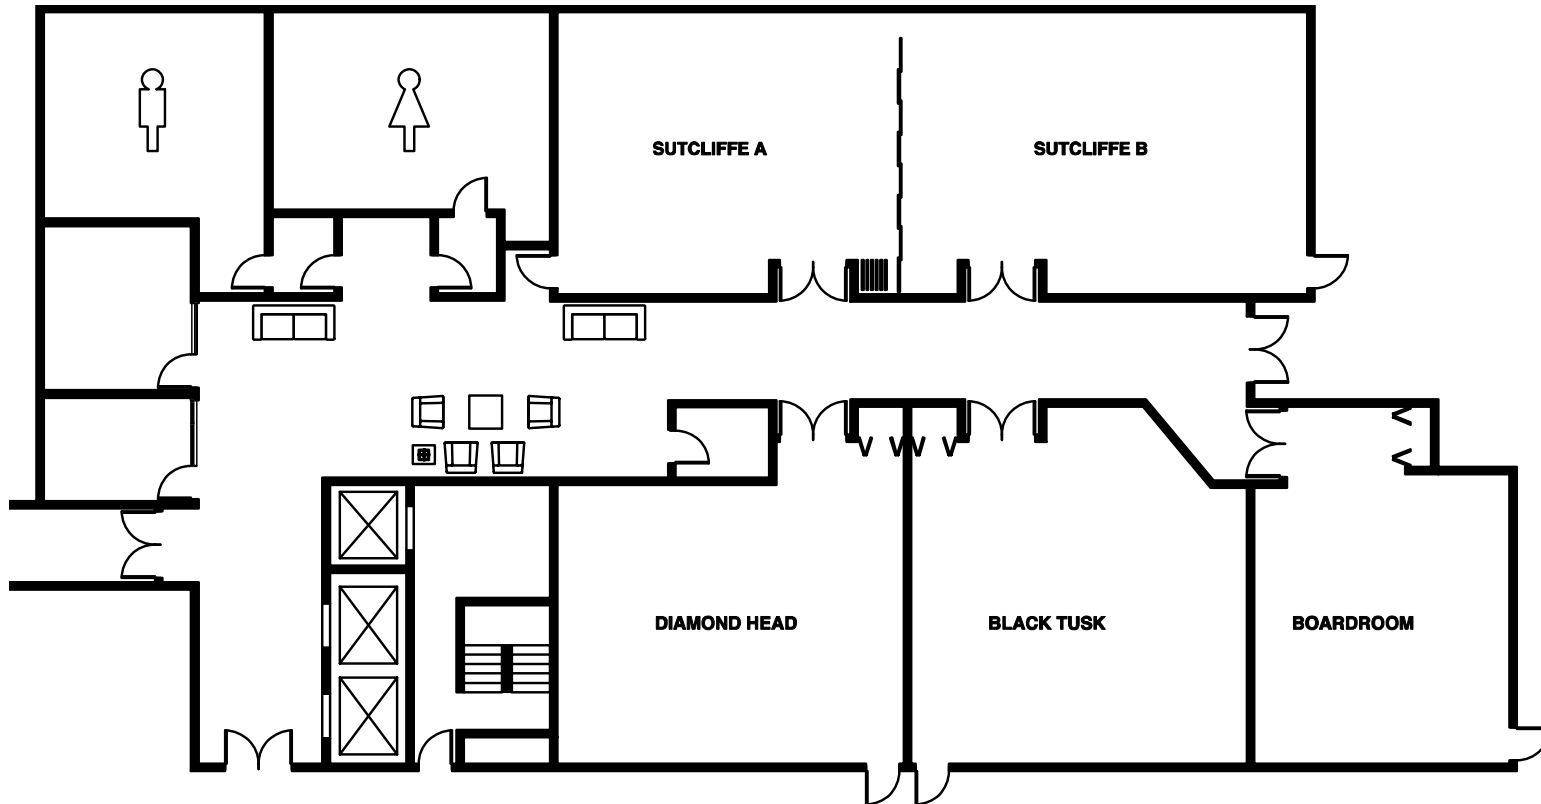 SUTCLIFFE A
SUTCLIFFE B
DIAMOND HEAD
BLACK TUSK
BOARDROOM